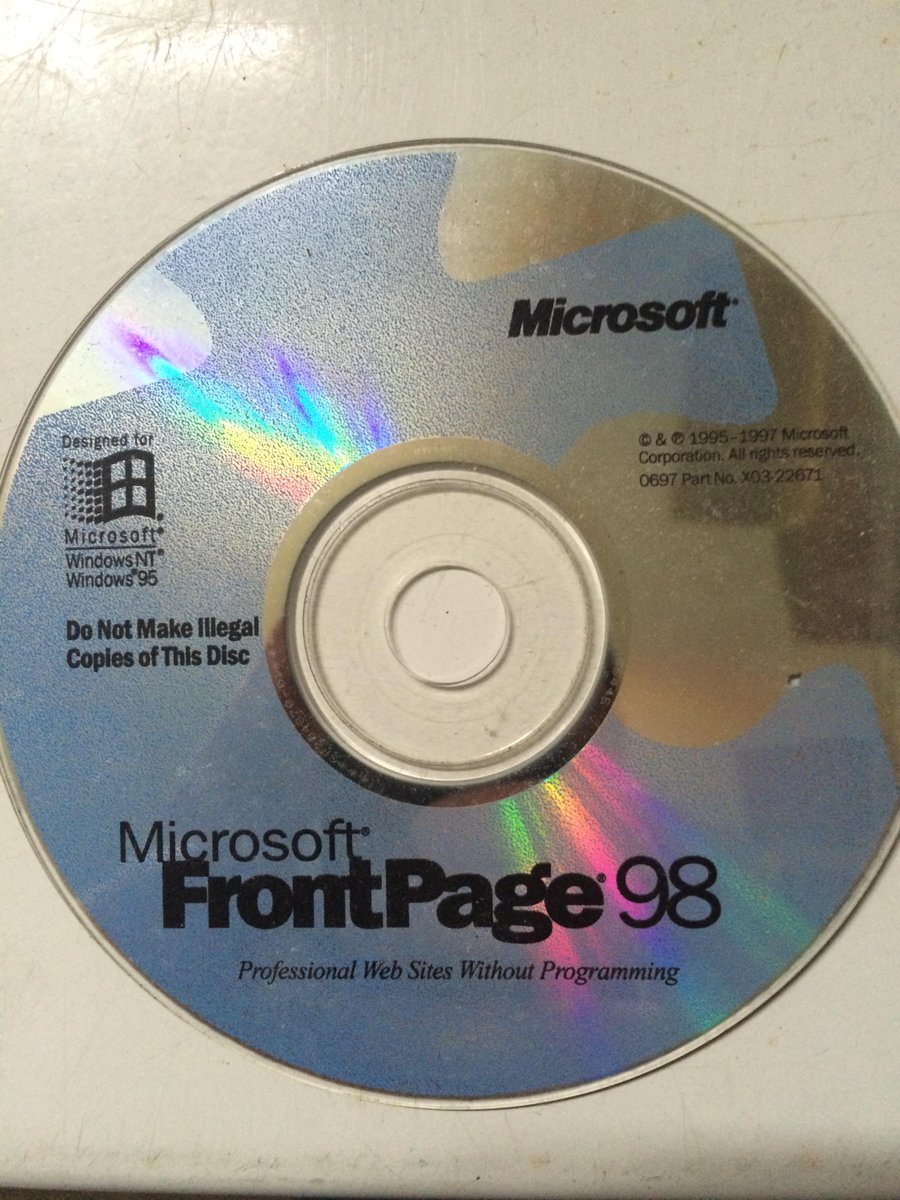 Microsoft®
Designed for
Microsoft®
Windows NT®
Windows® 95
© & ℗ 1995-1997 Microsoft
Corporation. All rights reserved.
0697 Part No. X03-22671
Do Not Make Illegal
Copies of This Disc
Microsoft®
FrontPage® 98
Professional Web Sites Without Programming